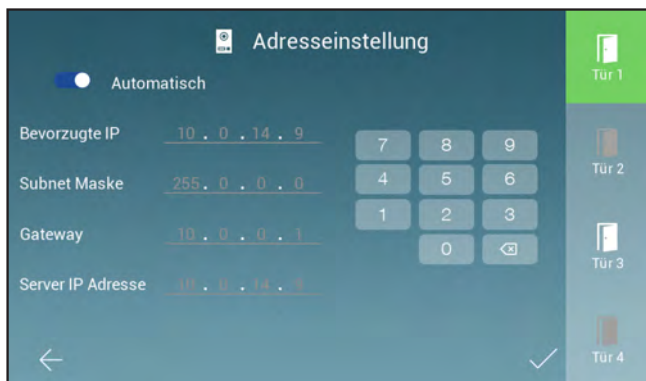 Adresseinstellung
Automatisch
Bevorzugte IP 10 . 0 . 14 . 9
Subnet Maske 255 . 0 . 0 . 0
Gateway 10 . 0 . 0 . 1
Server IP Adresse
7 8 9
4 5 6
1 2 3
0
Tür 1
Tür 2
Tür 3
Tür 4